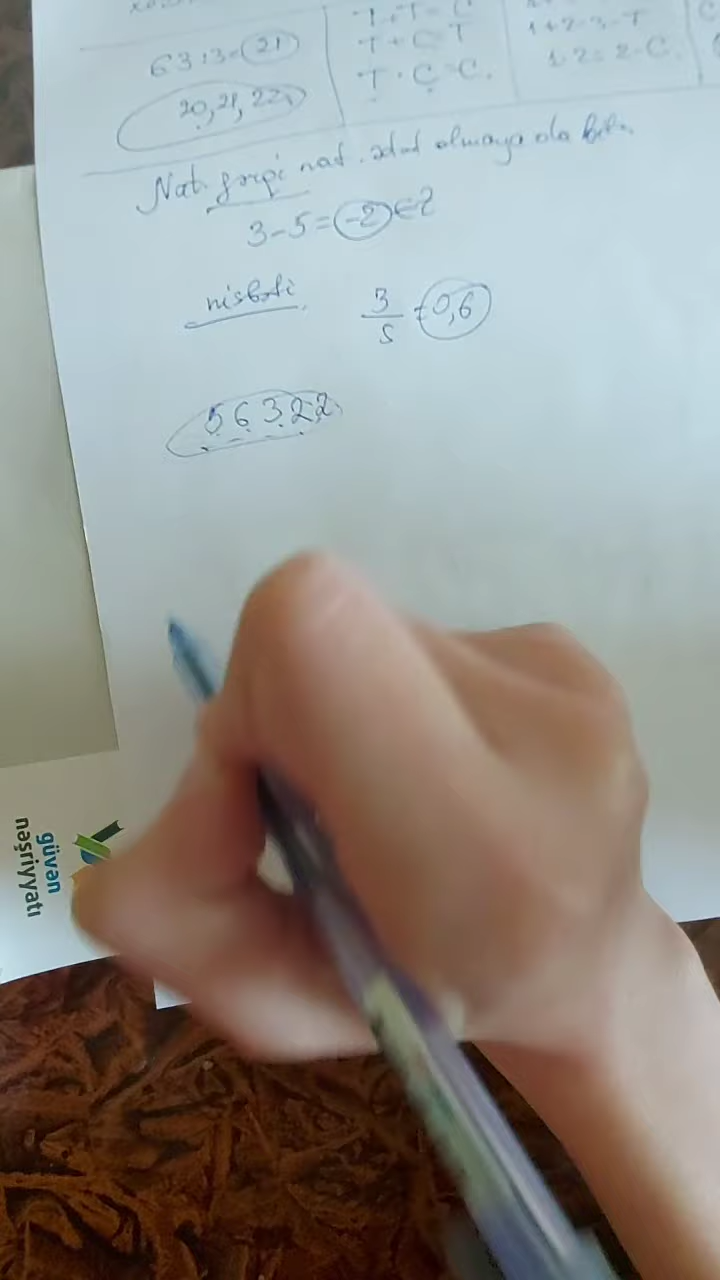 63:3=21
T+C=T
T·C=C.
1+2=3-T
1·2=2-C.
20, 21, 22,
Nat. fərqi nat. ədəd olmaya da bilər
3-5=-2∈Z
nisbəti,
3/5=0,6
56322
güvən
nəşriyyatı